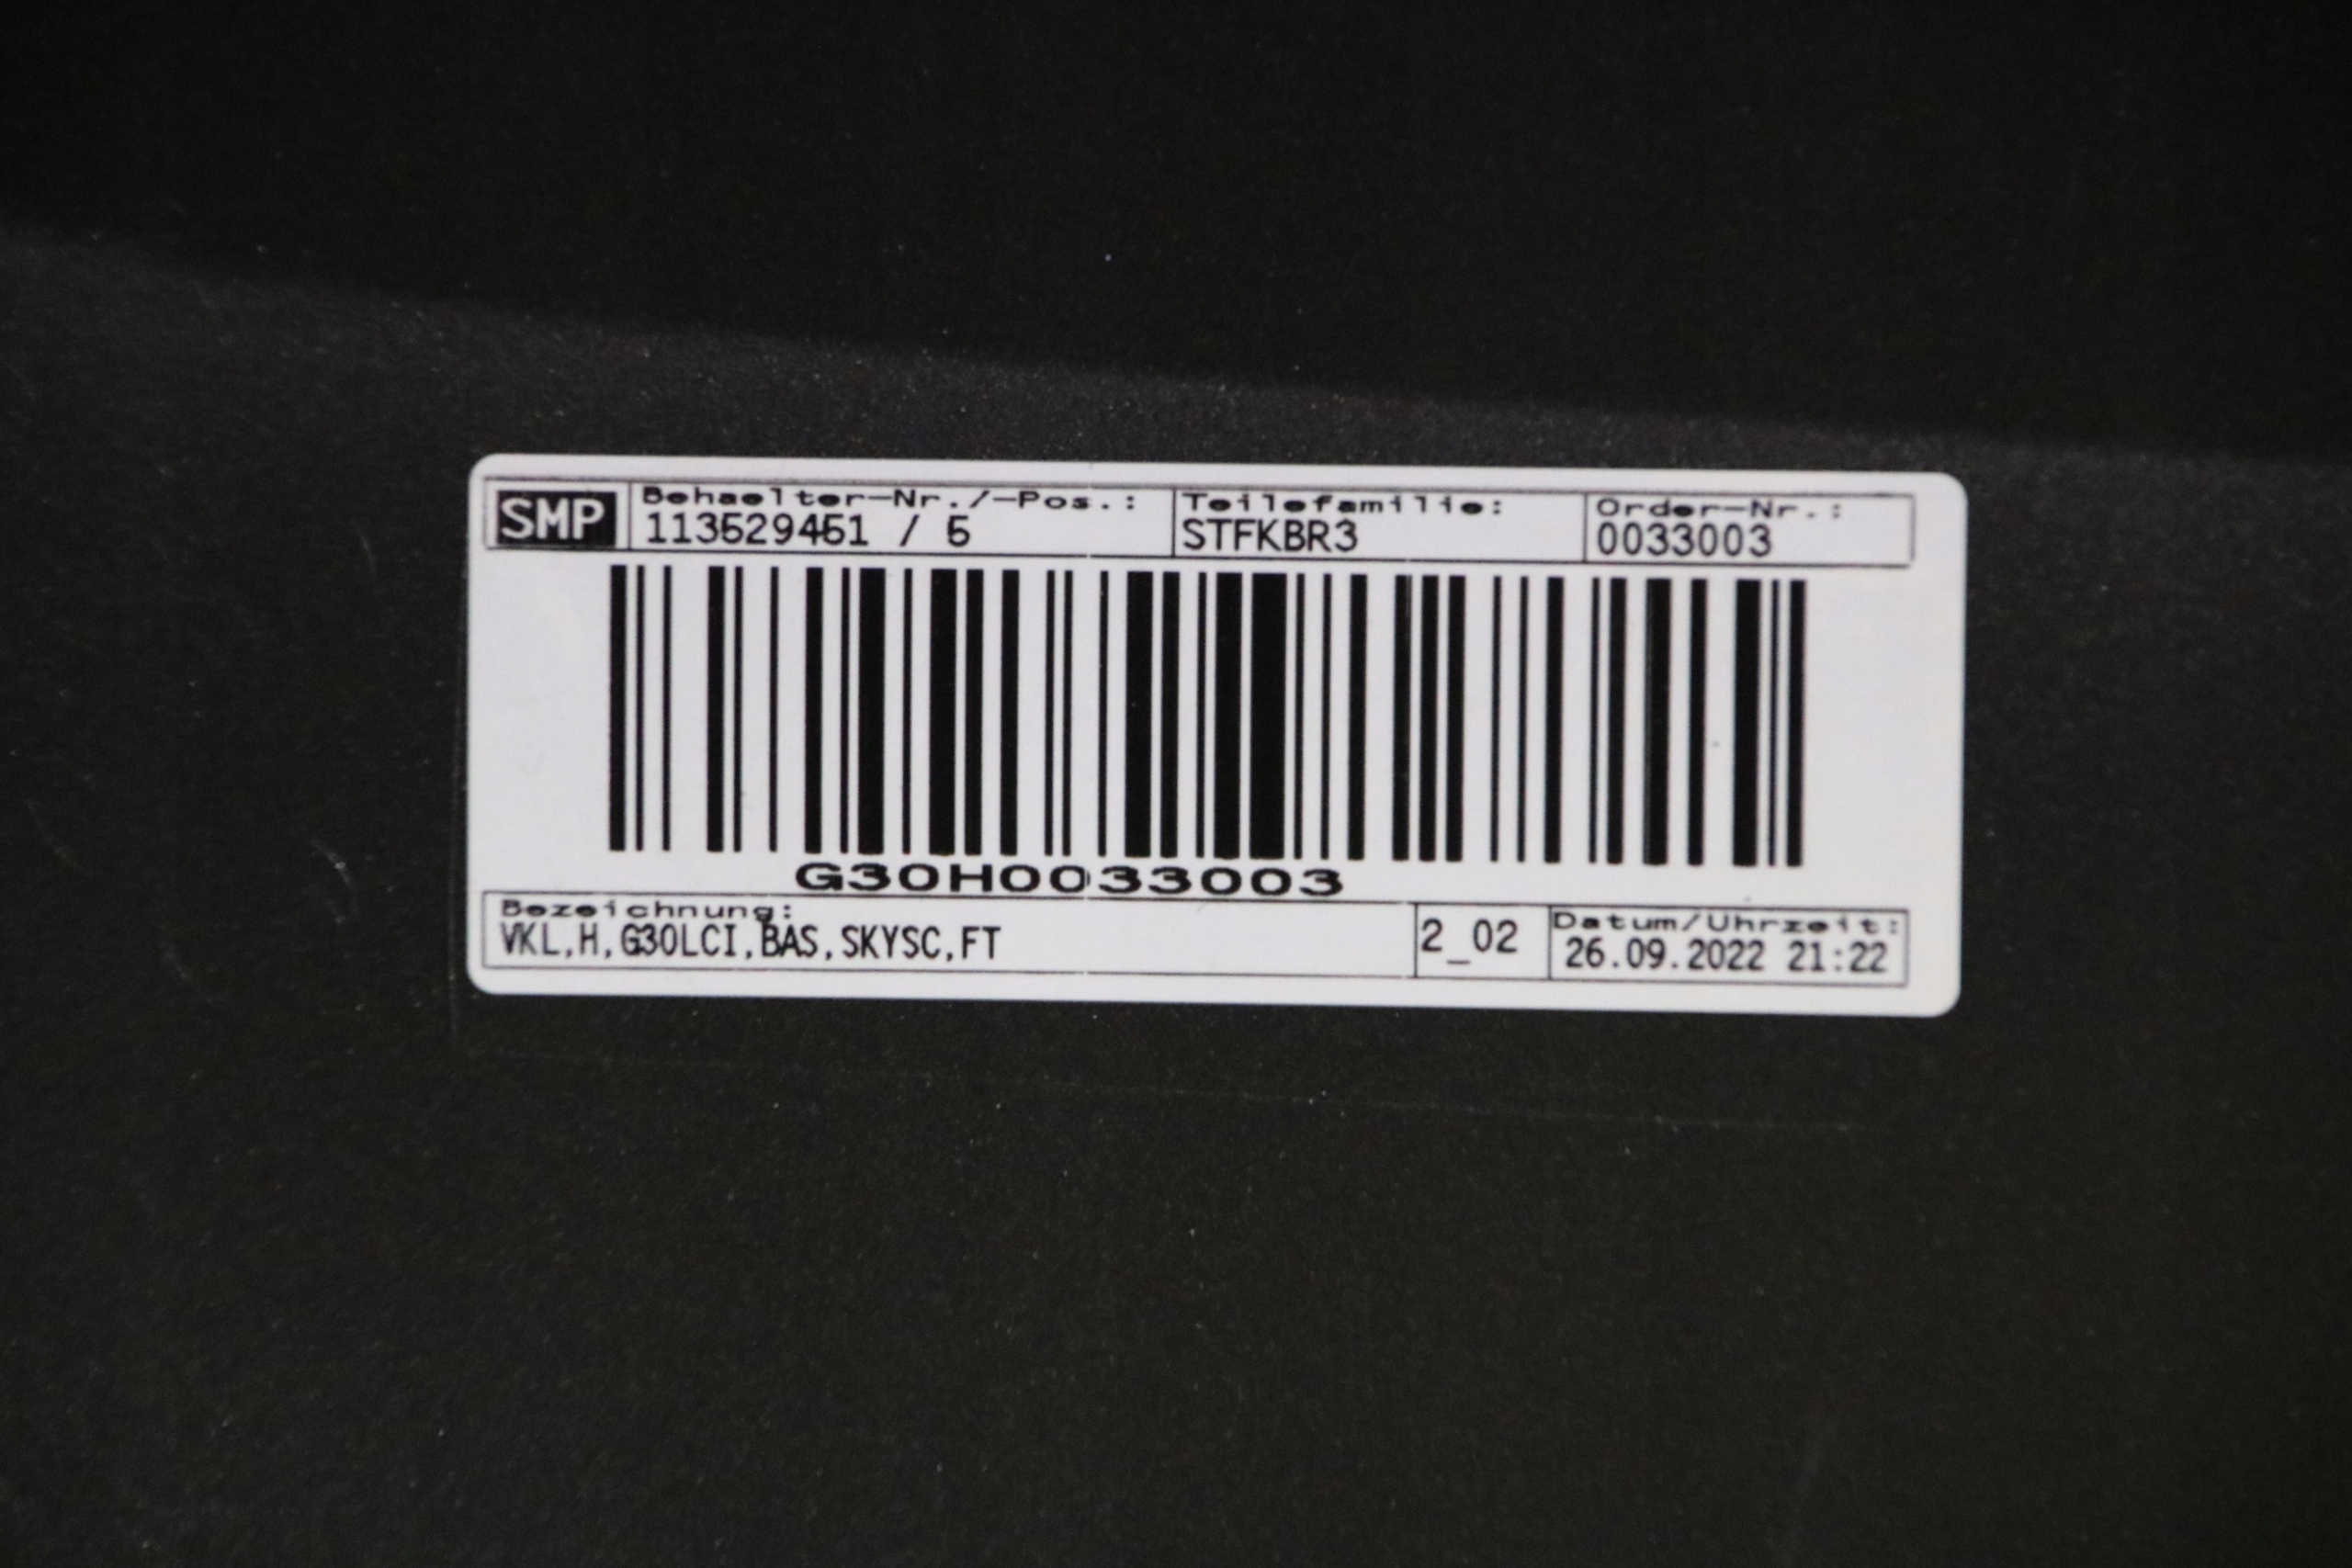 SMP
Behaelter-Nr./-Pos.:
113529451 / 5
Teilefamilie:
STFKBR3
Order-Nr.:
0033003
G30H0033003
Bezeichnung:
VKL,H,G30LCI,BAS,SKYSC,FT
2_02
Datum/Uhrzeit:
26.09.2022 21:22